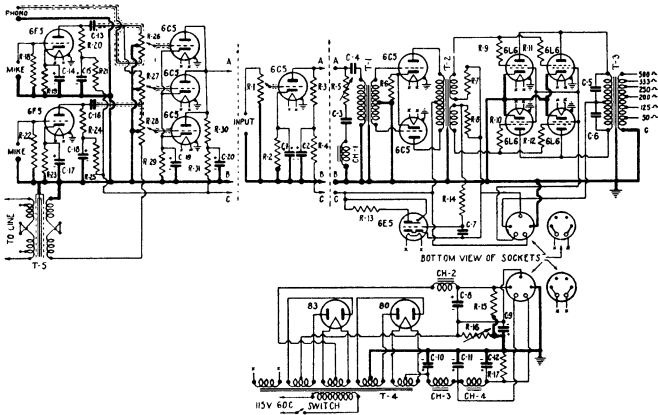 PHONO
6F5
C-13
R-26
6C5
R-18
R-20
C-14
C-15
R-21
R-19
MIKE
R-27
6F5
C-16
R-28
R-22
C-18
R-24
C-17
R-23
R-25
MIKE
R-29
C-19
R-31
R-30
C-20
TO LINE
T-5
A
B
C
INPUT
R-1
6C5
R-3
R-2
C-1
C-2
R-4
A
B
C
C-4
R-5
C-3
CH-1
T-1
R-6
6C5
6C5
T-2
R-7
R-8
R-9
6L6
R-11
6L6
R-10
6L6
R-12
6L6
C-5
C-6
T-3
500
333
250
200
125
50
G
R-13
6E5
R-14
C-7
X X
BOTTOM VIEW OF SOCKETS
CH-2
C-8
R-15
C-9
R-16
83
80
C-10
C-11
C-12
R-17
CH-3
CH-4
X X
T-4
115V 60C
SWITCH